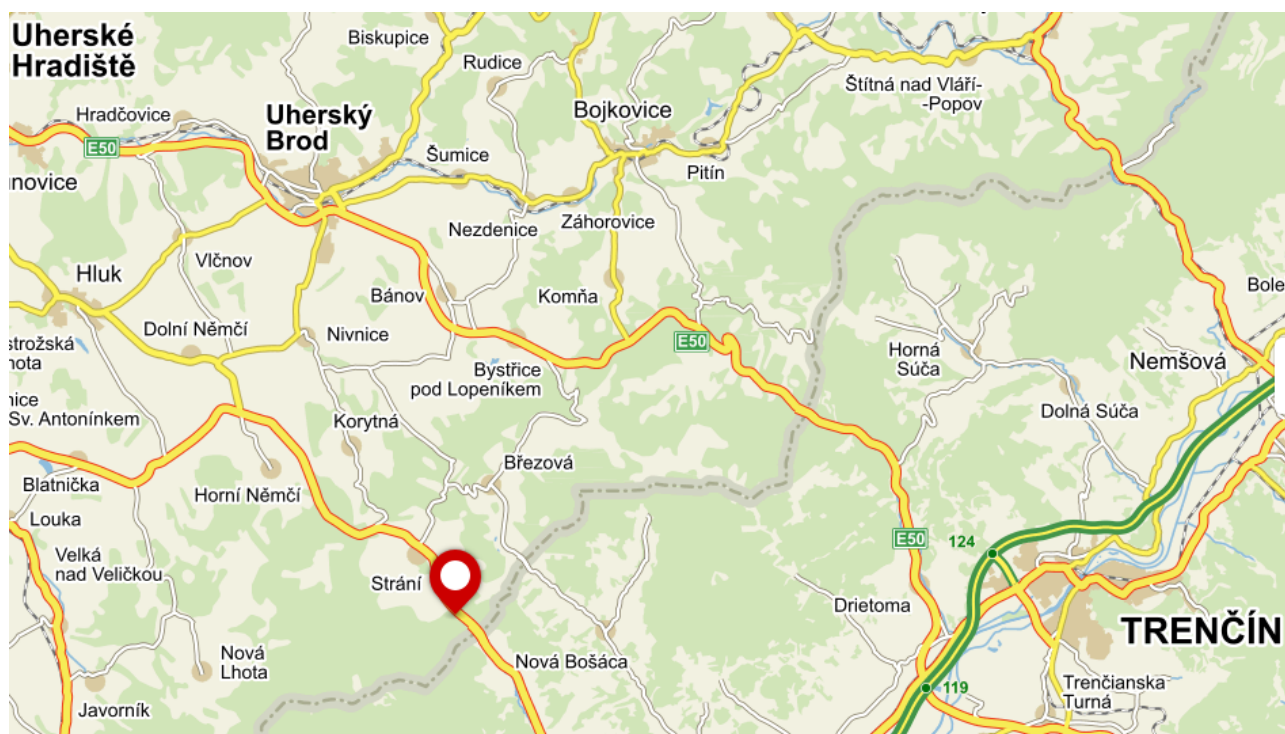 Uherské
Hradiště
Biskupice
Rudice
Štítná nad Vláří-
-Popov
Hradčovice
Uherský
Brod
Bojkovice
E50
Šumice
Pitín
novice
Nezdenice
Záhorovice
Vlčnov
Hluk
Bánov
Komňa
Bole
Dolní Němčí
Nivnice
E50
strožská
hota
Bystřice
pod Lopeníkem
Horná
Súča
Nemšová
nice
Sv. Antonínkem
Korytná
Dolná Súča
Březová
Blatnička
Horní Němčí
Louka
E50
124
Velká
nad Veličkou
Strání
Drietoma
TRENČÍN
Nová
Lhota
Nová Bošáca
119
Trenčianska
Turná
Javorník